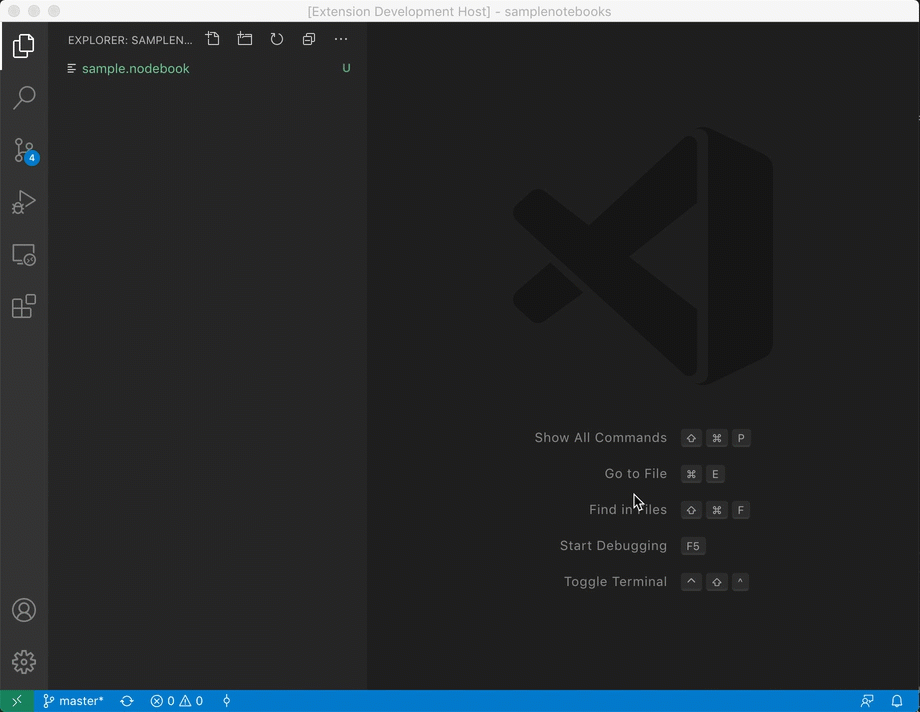 [Extension Development Host] - samplenotebooks
EXPLORER: SAMPLEN...
sample.nodebook U
4
Show All Commands ⇧ ⌘ P
Go to File ⌘ E
Find in Files ⇧ ⌘ F
Start Debugging F5
Toggle Terminal ^ ⇧ ^
master* 0 0